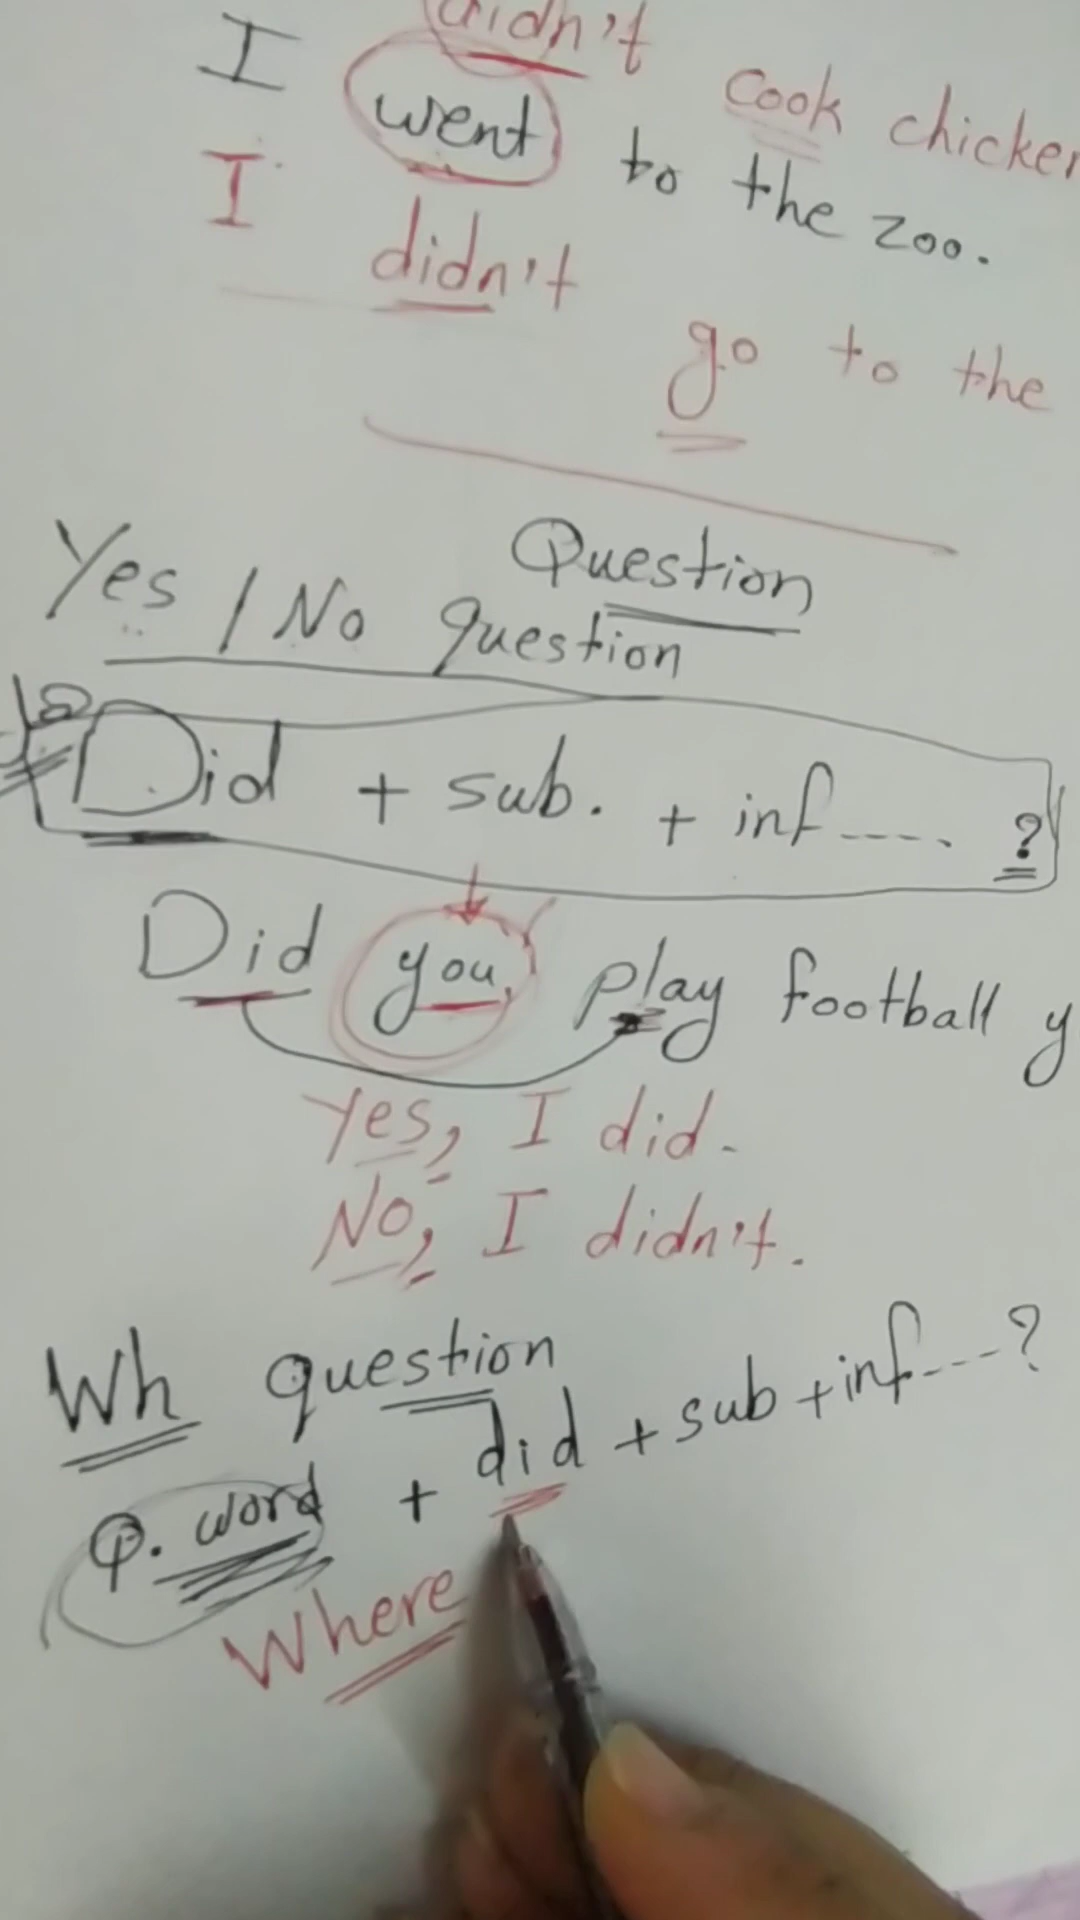 didn't cook chicken
I went to the zoo.
I didn't go to the
Question
Yes / No question
Did + sub. + inf ---- ?
Did you play football y
Yes, I did.
No, I didn't.
Wh question
Q. word + did + sub + inf ---?
Where